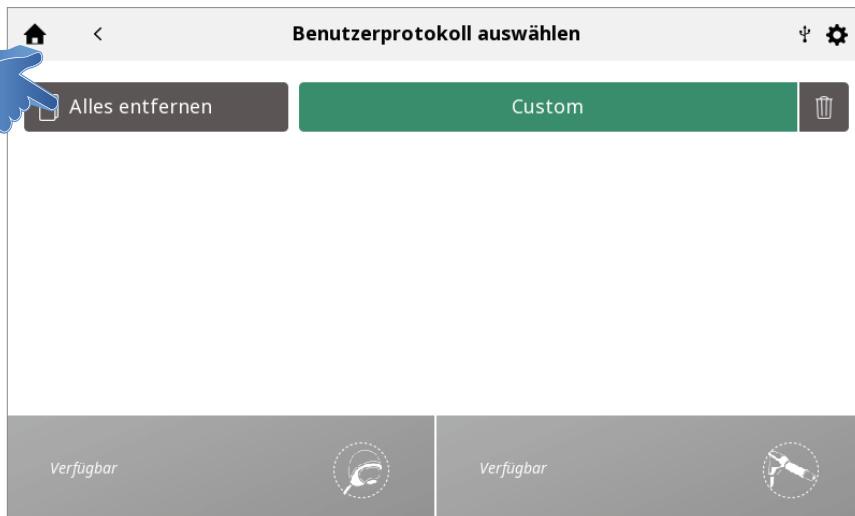 Benutzerprotokoll auswählen
Alles entfernen
Custom
Verfügbar
Verfügbar